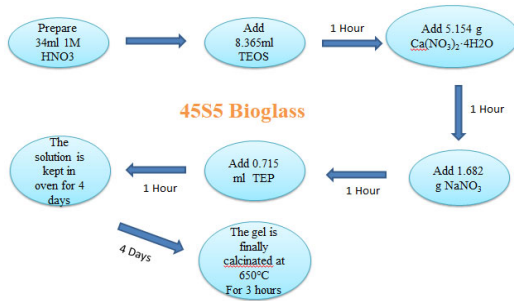 Prepare
34ml 1M
HNO3
Add
8.365ml
TEOS
1 Hour
Add 5.154 g
Ca(NO3)2·4H2O
1 Hour
45S5 Bioglass
Add 1.682
g NaNO3
1 Hour
Add 0.715
ml TEP
1 Hour
The
solution is
kept in
oven for 4
days
4 Days
The gel is
finally
calcinated at
650°C
For 3 hours